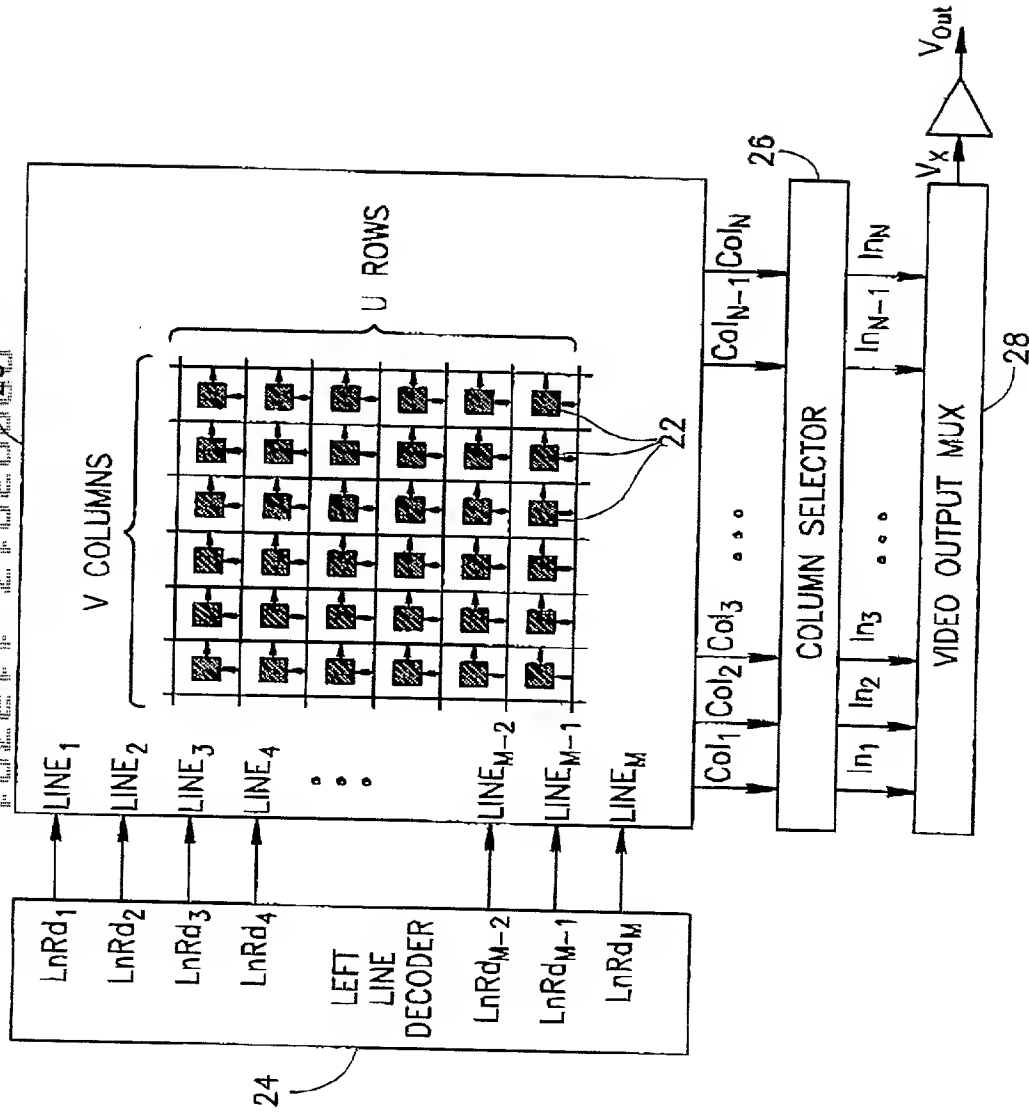 V COLUMNS
U ROWS
22
LnRd1
LnRd2
LnRd3
LnRd4
LEFT
LINE
DECODER
LnRdM-2
LnRdM-1
LnRdM
24
LINE1
LINE2
LINE3
LINE4
LINEM-2
LINEM-1
LINEM
Col1 Col2 Col3 ... ColN-1 ColN
26
COLUMN SELECTOR
In1 In2 In3 ... InN-1 InN
VIDEO OUTPUT MUX
28
VX
VOut